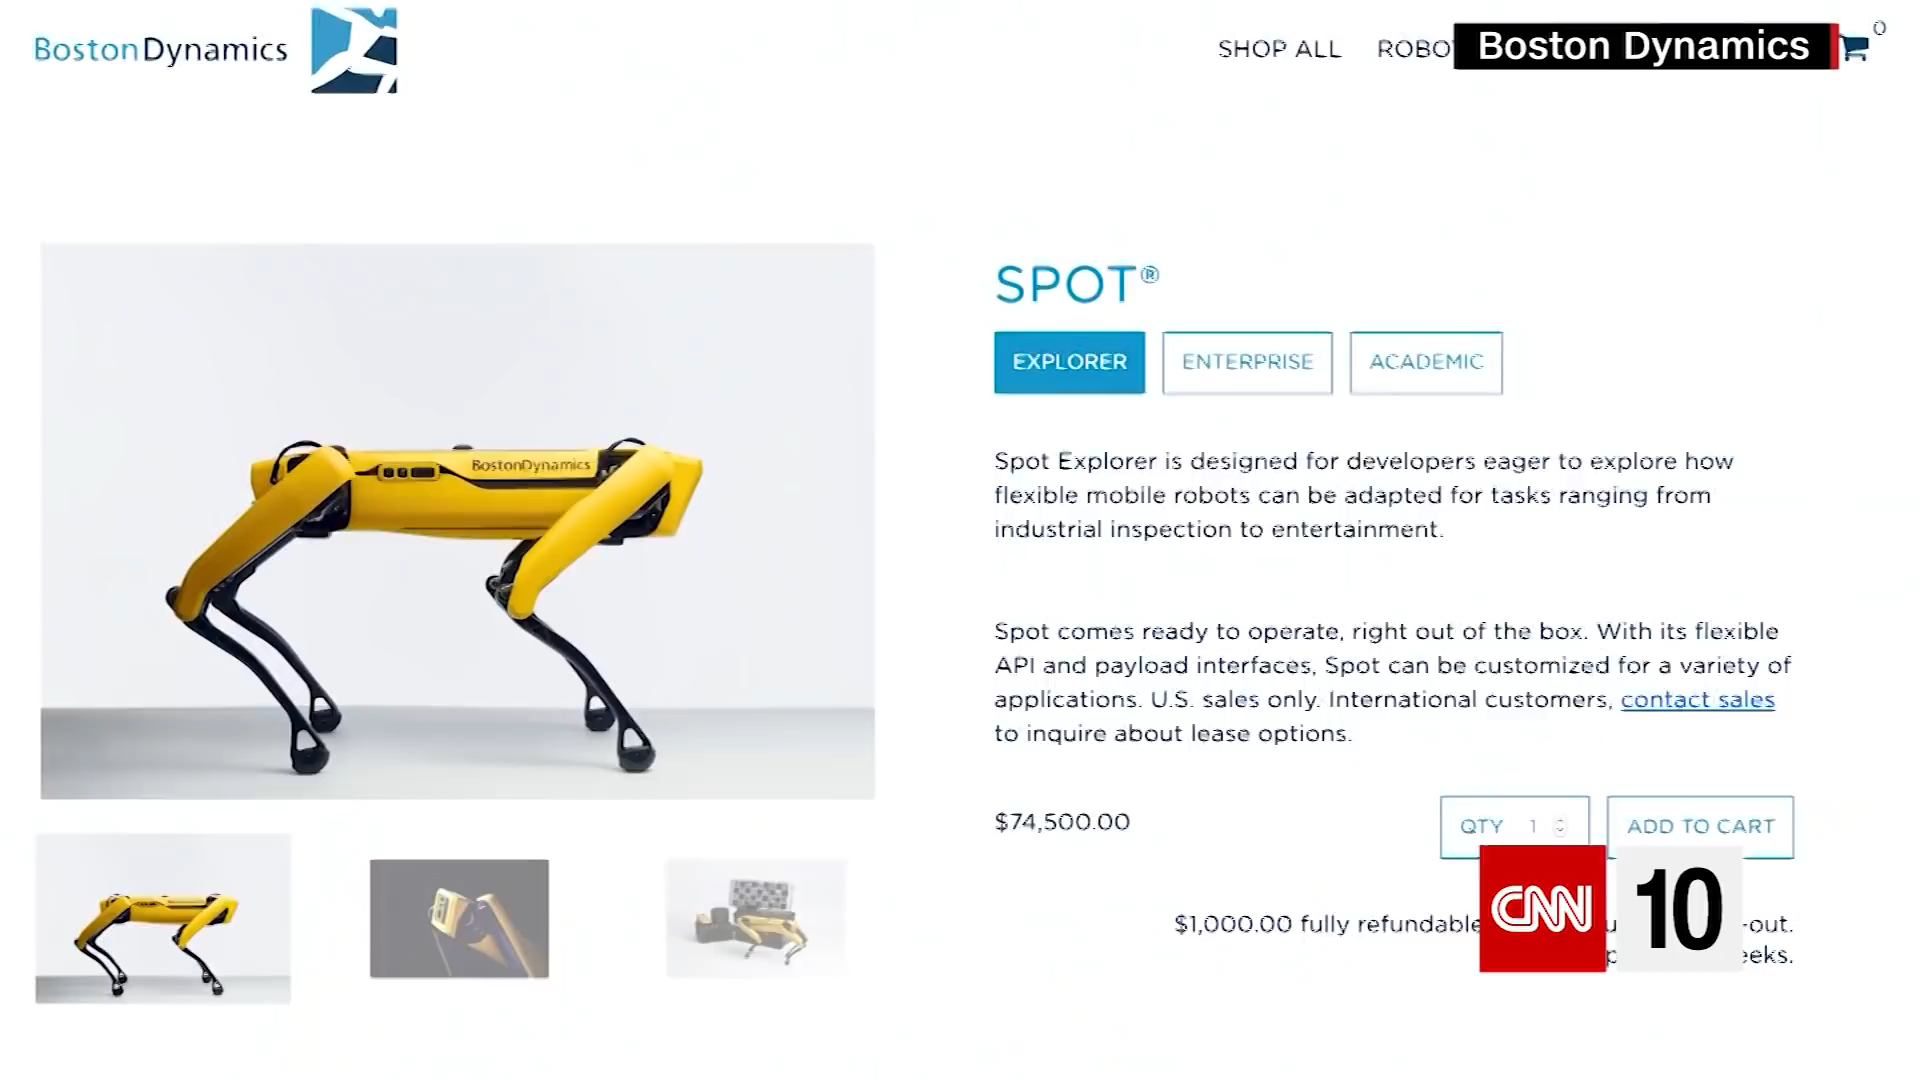 BostonDynamics
SHOP ALL
Boston Dynamics
0
BostonDynamics
SPOT®
EXPLORER
ENTERPRISE
ACADEMIC
Spot Explorer is designed for developers eager to explore how
flexible mobile robots can be adapted for tasks ranging from
industrial inspection to entertainment.
Spot comes ready to operate, right out of the box. With its flexible
API and payload interfaces, Spot can be customized for a variety of
applications. U.S. sales only. International customers, contact sales
to inquire about lease options.
$74,500.00
QTY 1
ADD TO CART
$1,000.00 fully refundable
CNN 10